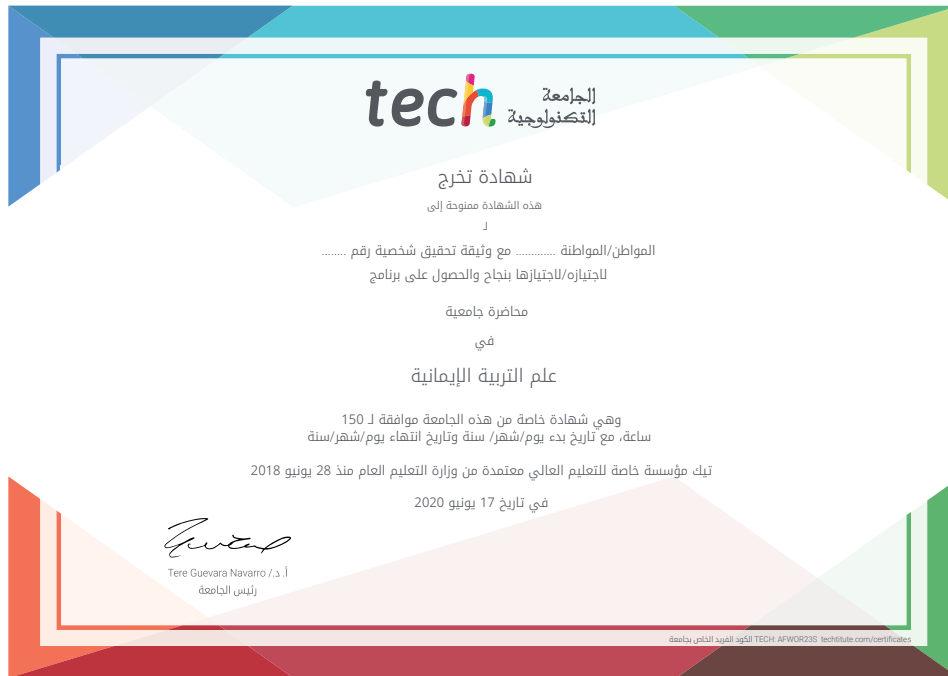 tech الجامعة
التكنولوجية
شهادة تخرج
هذه الشهادة ممنوحة إلى
لـ
المواطن/المواطنة ............. مع وثيقة تحقيق شخصية رقم ........
لاجتيازه/لاجتيازها بنجاح والحصول على برنامج
محاضرة جامعية
في
علم التربية الإيمانية
وهي شهادة خاصة من هذه الجامعة موافقة لـ 150
ساعة، مع تاريخ بدء يوم/شهر/ سنة وتاريخ انتهاء يوم/شهر/سنة
تيك مؤسسة خاصة للتعليم العالي معتمدة من وزارة التعليم العام منذ 28 يونيو 2018
في تاريخ 17 يونيو 2020
أ. د./ Tere Guevara Navarro
رئيس الجامعة
الكود الفريد الخاص بجامعة TECH: AFWOR23S techtitute.com/certificates